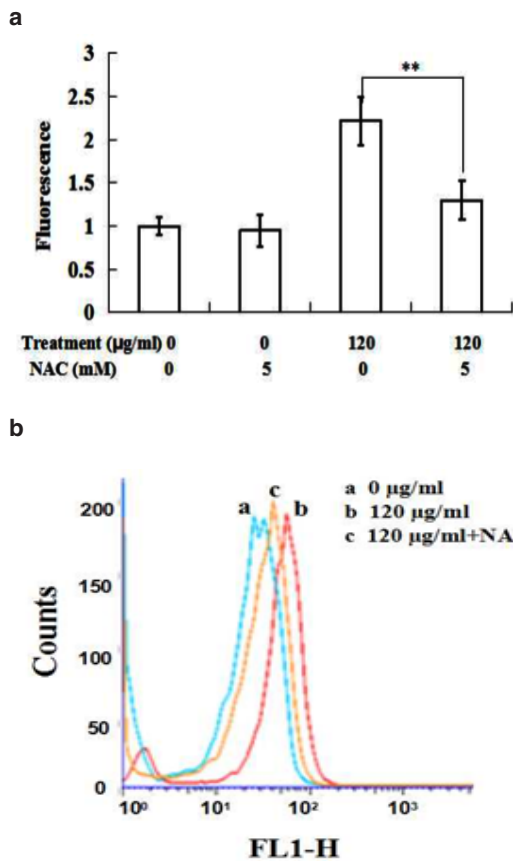 a
3
2.5
2
1.5
1
0.5
0
Fluorescence
**
Treatment (μg/ml) 0 0 120 120
NAC (mM) 0 5 0 5
b
200
150
100
50
0
Counts
a c b
a 0 μg/ml
b 120 μg/ml
c 120 μg/ml+NA
10⁰ 10¹ 10² 10³
FL1-H